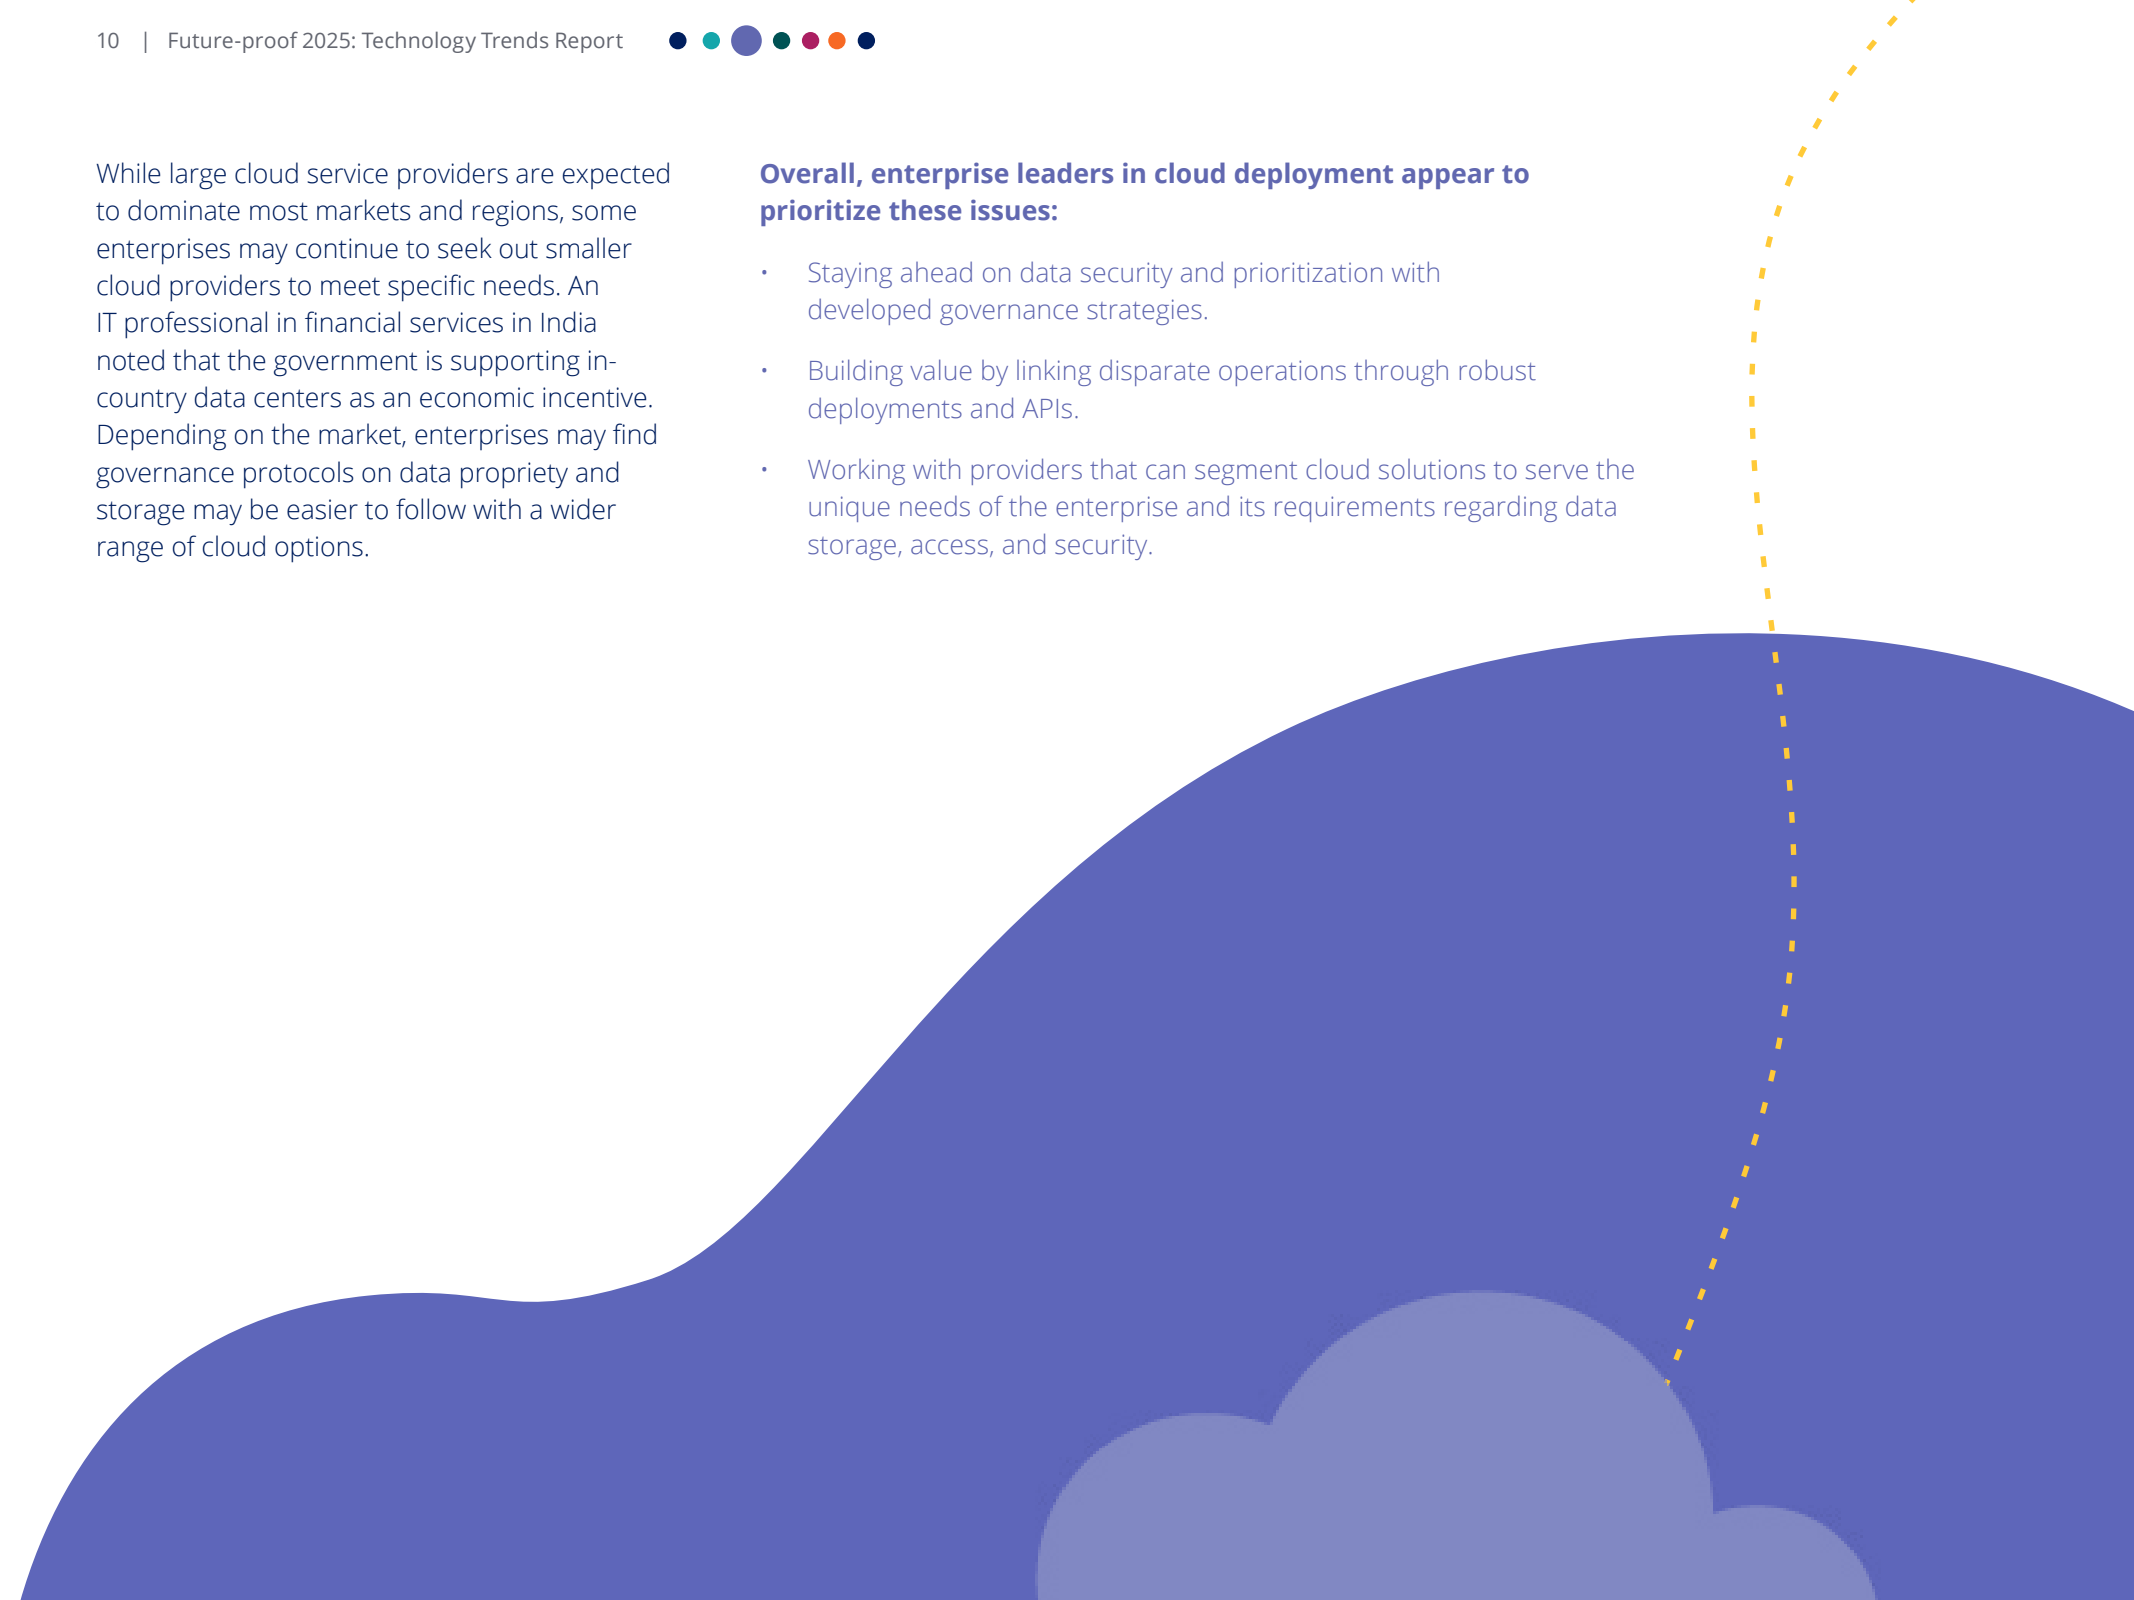 10 | Future-proof 2025: Technology Trends Report
While large cloud service providers are expected
to dominate most markets and regions, some
enterprises may continue to seek out smaller
cloud providers to meet specific needs. An
IT professional in financial services in India
noted that the government is supporting in-
country data centers as an economic incentive.
Depending on the market, enterprises may find
governance protocols on data propriety and
storage may be easier to follow with a wider
range of cloud options.
Overall, enterprise leaders in cloud deployment appear to
prioritize these issues:
• Staying ahead on data security and prioritization with
developed governance strategies.
• Building value by linking disparate operations through robust
deployments and APIs.
• Working with providers that can segment cloud solutions to serve the
unique needs of the enterprise and its requirements regarding data
storage, access, and security.